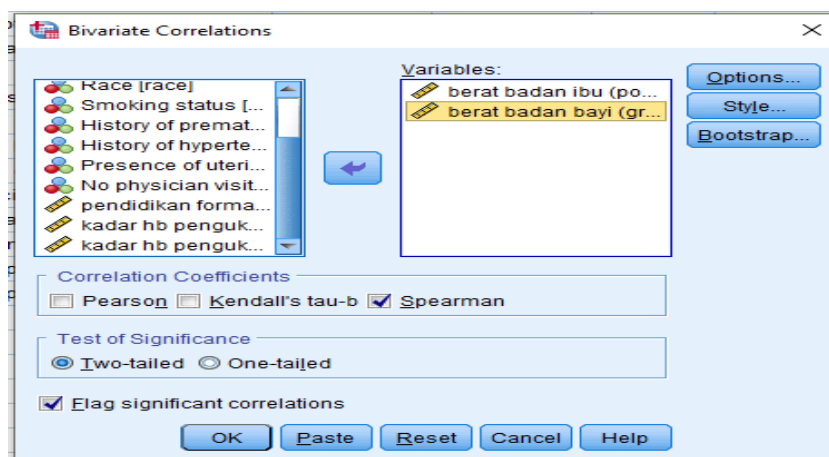 Bivariate Correlations
Race [race]
Smoking status [...
History of premat...
History of hyperte...
Presence of uteri...
No physician visit...
pendidikan forma...
kadar hb penguk...
kadar hb penguk...
Variables:
berat badan ibu (po...
berat badan bayi (gr...
Options...
Style...
Bootstrap...
Correlation Coefficients
Pearson Kendall's tau-b Spearman
Test of Significance
Two-tailed One-tailed
Flag significant correlations
OK Paste Reset Cancel Help